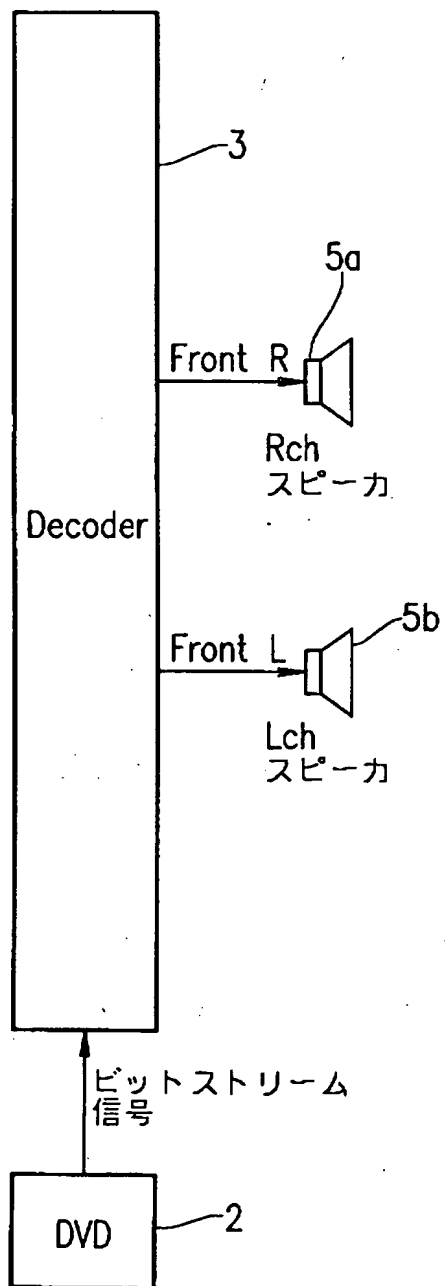 3
5a
Front R
Rch
スピーカ
Decoder
5b
Front L
Lch
スピーカ
ビットストリーム
信号
DVD
2